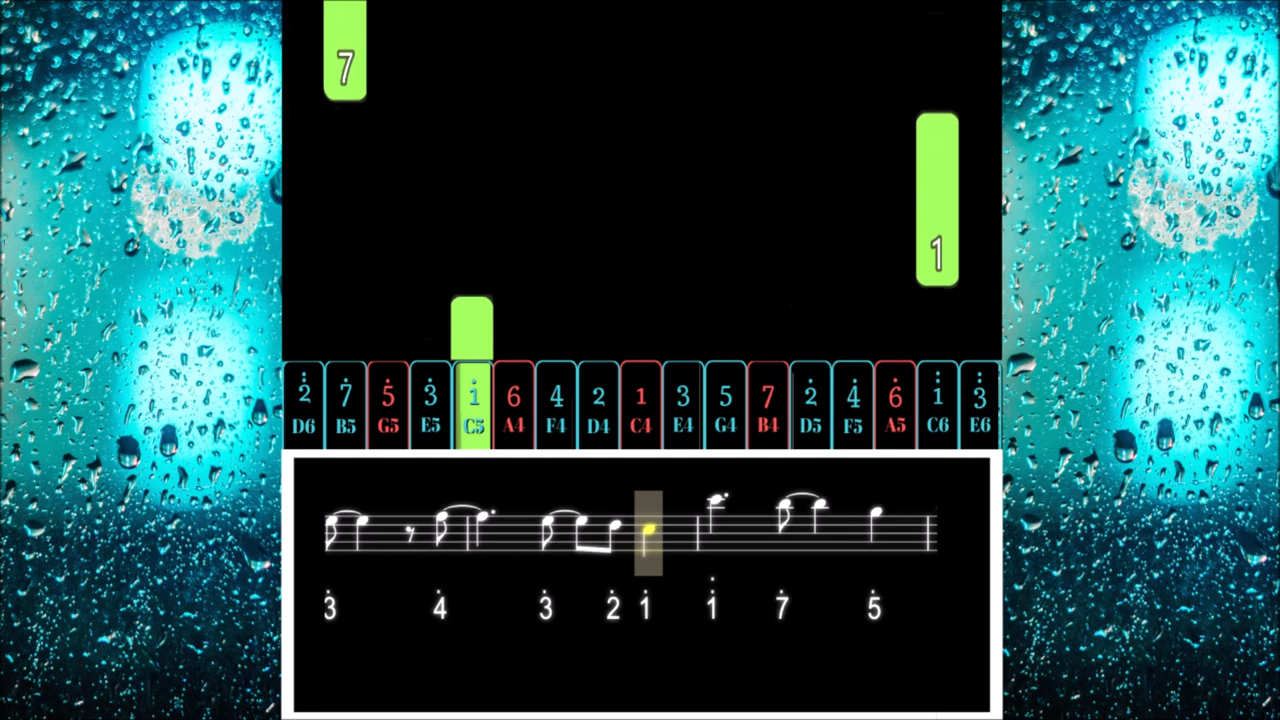 7
1
2̇̇ 7̇ 5̇ 3̇ 1̇ 6 4 2 1 3 5 7 2̇ 4̇ 6̇ 1̇̇ 3̇̇
D6 B5 G5 E5 C5 A4 F4 D4 C4 E4 G4 B4 D5 F5 A5 C6 E6
3̇ 4̇ 3̇ 2̇ 1̇ 1̇̇ 7̇ 5̇